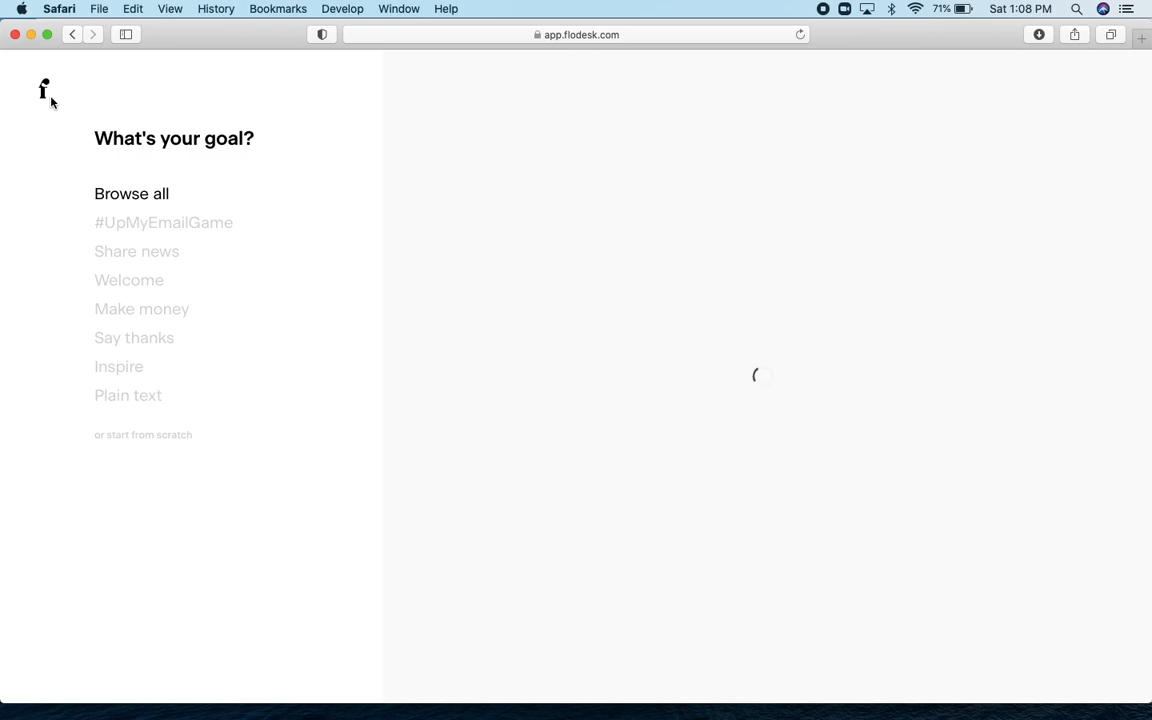 Safari File Edit View History Bookmarks Develop Window Help 71% Sat 1:08 PM
app.flodesk.com
f
What's your goal?
Browse all
#UpMyEmailGame
Share news
Welcome
Make money
Say thanks
Inspire
Plain text
or start from scratch